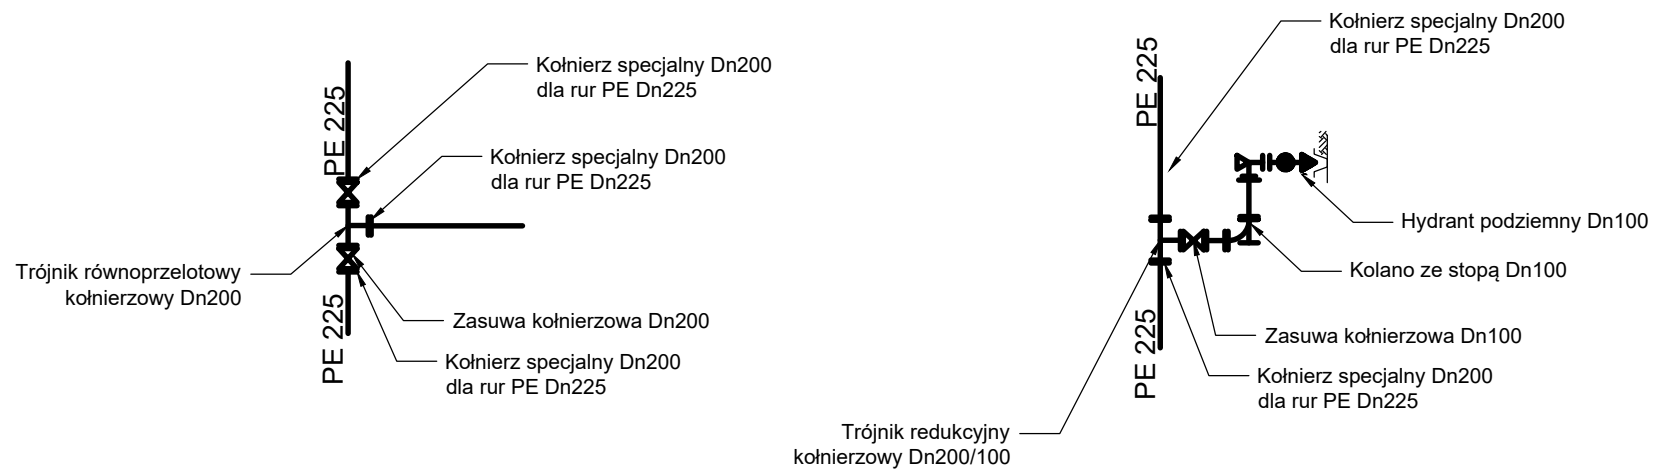 Kołnierz specjalny Dn200
dla rur PE Dn225
PE 225
Kołnierz specjalny Dn200
dla rur PE Dn225
Trójnik równoprzelotowy
kołnierzowy Dn200
PE 225
Zasuwa kołnierzowa Dn200
Kołnierz specjalny Dn200
dla rur PE Dn225
Kołnierz specjalny Dn200
dla rur PE Dn225
PE 225
Hydrant podziemny Dn100
Kolano ze stopą Dn100
PE 225
Zasuwa kołnierzowa Dn100
Kołnierz specjalny Dn200
dla rur PE Dn225
Trójnik redukcyjny
kołnierzowy Dn200/100